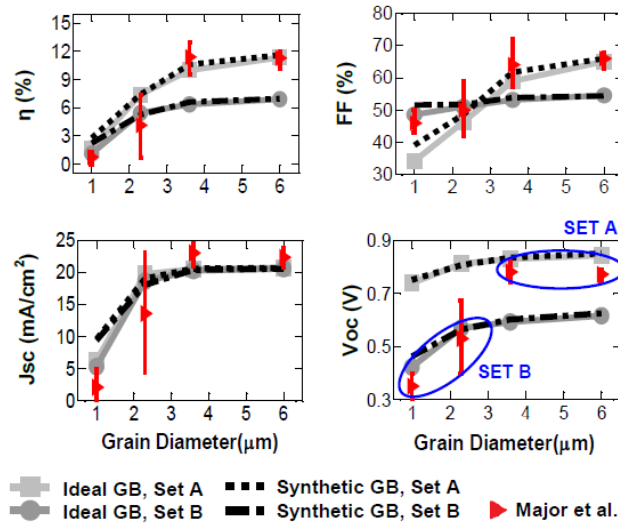 η (%)
15
12
9
6
3
0
1 2 3 4 5 6
FF (%)
80
70
60
50
40
30
1 2 3 4 5 6
Jsc (mA/cm²)
25
20
15
10
5
0
1 2 3 4 5 6
Grain Diameter(μm)
Voc (V)
0.9
0.7
0.5
0.3
SET A
SET B
1 2 3 4 5 6
Grain Diameter(μm)
Ideal GB, Set A
Synthetic GB, Set A
Ideal GB, Set B
Synthetic GB, Set B
Major et al.